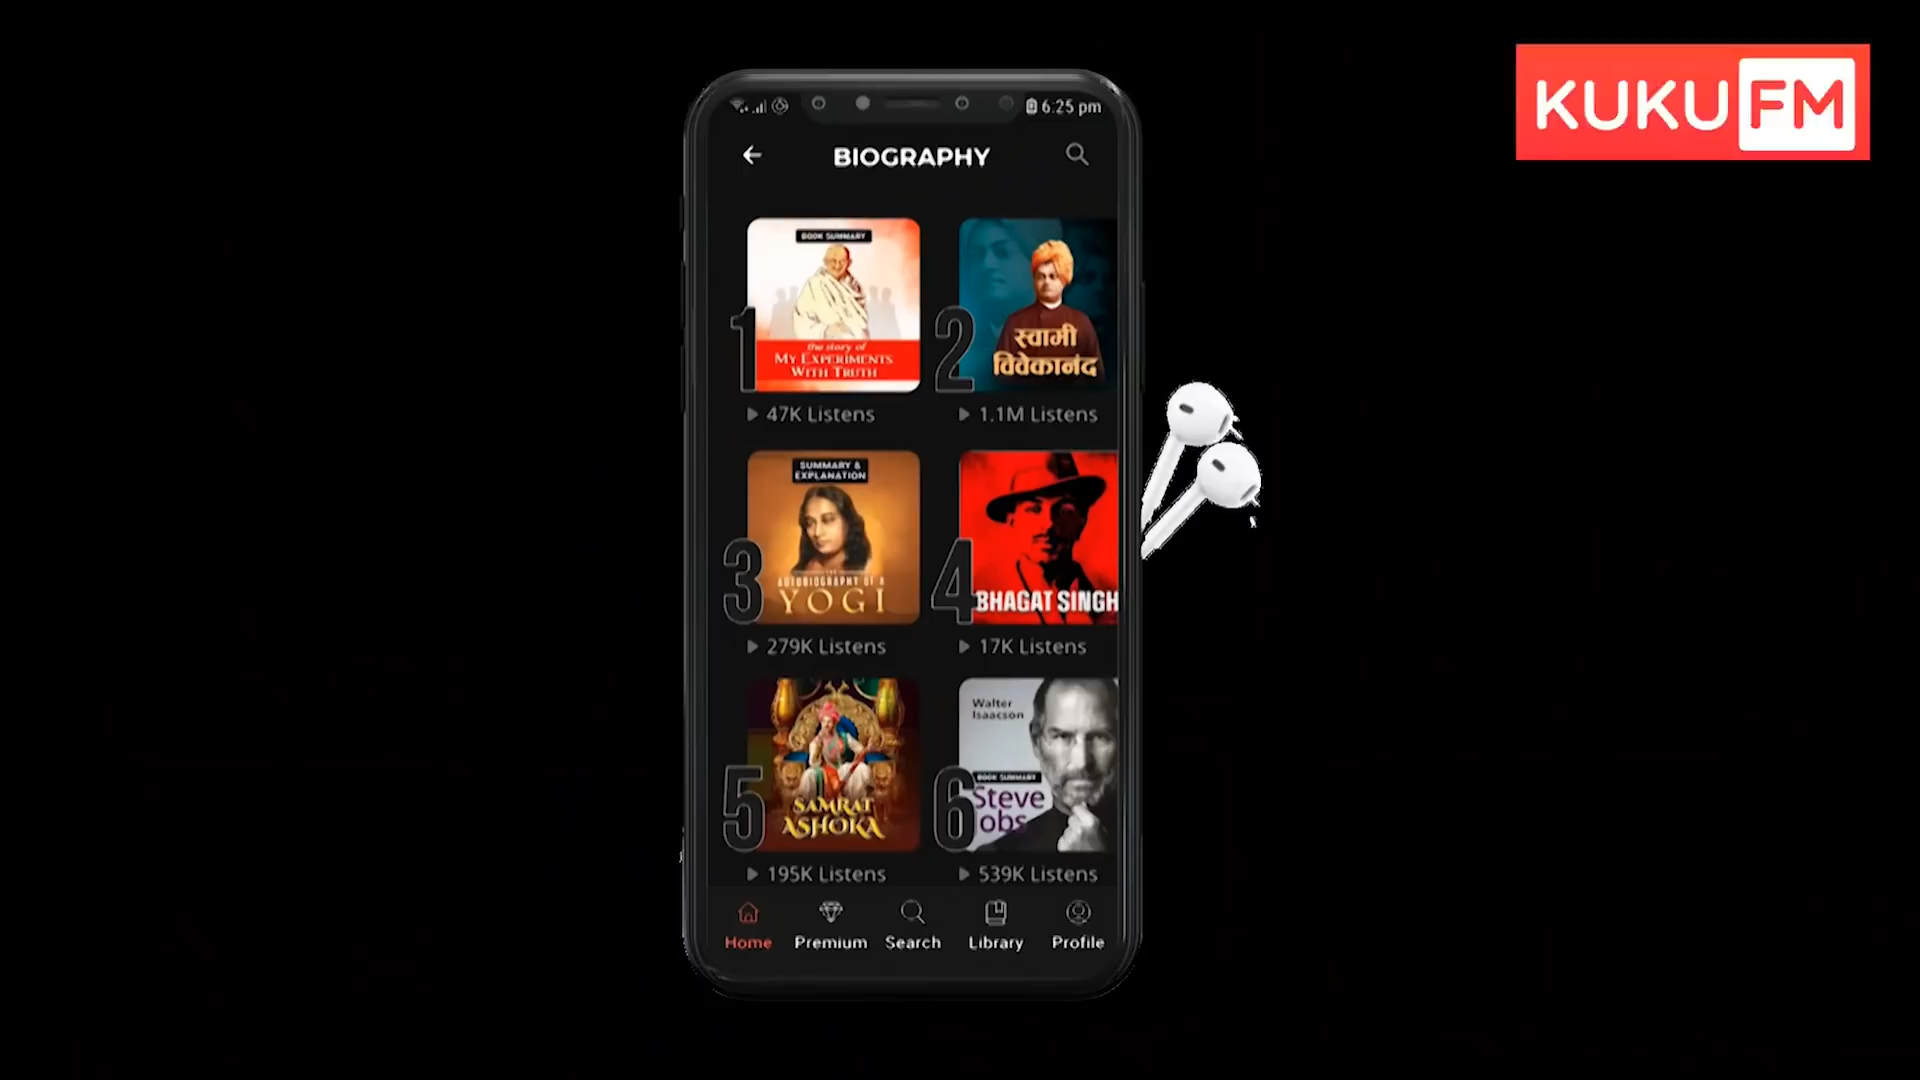 KUKU FM
6:25 pm
BIOGRAPHY
BOOK SUMMARY
the story of
MY EXPERIMENTS
WITH TRUTH
1
47K Listens
स्वामी
विवेकानंद
2
1.1M Listens
SUMMARY &
EXPLANATION
AUTOBIOGRAPHY OF A
YOGI
3
279K Listens
BHAGAT SINGH
4
17K Listens
SAMRAT
ASHOKA
5
195K Listens
Walter
Isaacson
BOOK SUMMARY
Steve
Jobs
6
539K Listens
Home
Premium
Search
Library
Profile